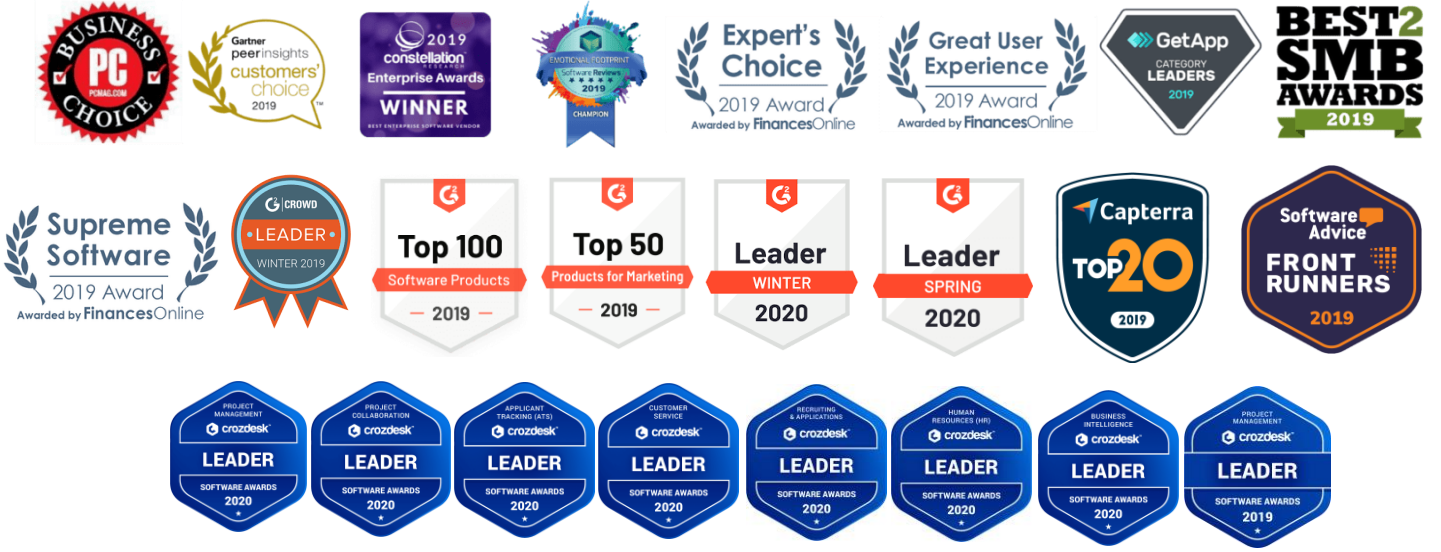 BUSINESS
PC
PCMAG.COM
CHOICE
Gartner
peerinsights
customers'
choice
2019
TM
2019
constellation
RESEARCH
Enterprise Awards
WINNER
BEST ENTERPRISE SOFTWARE VENDOR
EMOTIONAL FOOTPRINT
Software Reviews
2019
CHAMPION
Expert's
Choice
2019 Award
Awarded by FinancesOnline
Great User
Experience
2019 Award
Awarded by FinancesOnline
GetApp
CATEGORY
LEADERS
2019
BEST2
SMB
AWARDS
2019
Supreme
Software
2019 Award
Awarded by FinancesOnline
G2 | CROWD
LEADER
WINTER 2019
G2
Top 100
Software Products
2019
G2
Top 50
Products for Marketing
2019
G2
Leader
WINTER
2020
G2
Leader
SPRING
2020
Capterra
TOP20
2019
Software
Advice
FRONT
RUNNERS
2019
PROJECT
MANAGEMENT
crozdesk
LEADER
SOFTWARE AWARDS
2020
PROJECT
COLLABORATION
crozdesk
LEADER
SOFTWARE AWARDS
2020
APPLICANT
TRACKING (ATS)
crozdesk
LEADER
SOFTWARE AWARDS
2020
CUSTOMER
SERVICE
crozdesk
LEADER
SOFTWARE AWARDS
2020
RECRUITING
& APPLICATIONS
crozdesk
LEADER
SOFTWARE AWARDS
2020
HUMAN
RESOURCES (HR)
crozdesk
LEADER
SOFTWARE AWARDS
2020
BUSINESS
INTELLIGENCE
crozdesk
LEADER
SOFTWARE AWARDS
2020
PROJECT
MANAGEMENT
crozdesk
LEADER
SOFTWARE AWARDS
2019